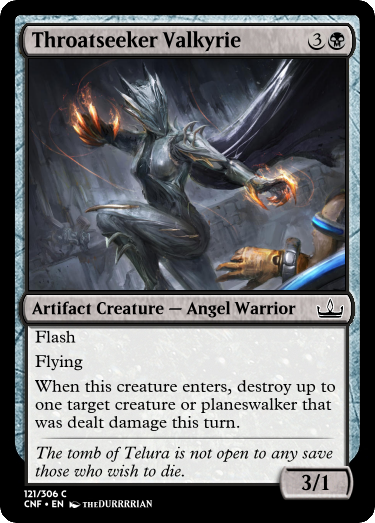 Throatseeker Valkyrie 3
Artifact Creature — Angel Warrior
Flash
Flying
When this creature enters, destroy up to
one target creature or planeswalker that
was dealt damage this turn.
The tomb of Telura is not open to any save
those who wish to die.
3/1
121/306 C
CNF • EN THEDURRRRIAN